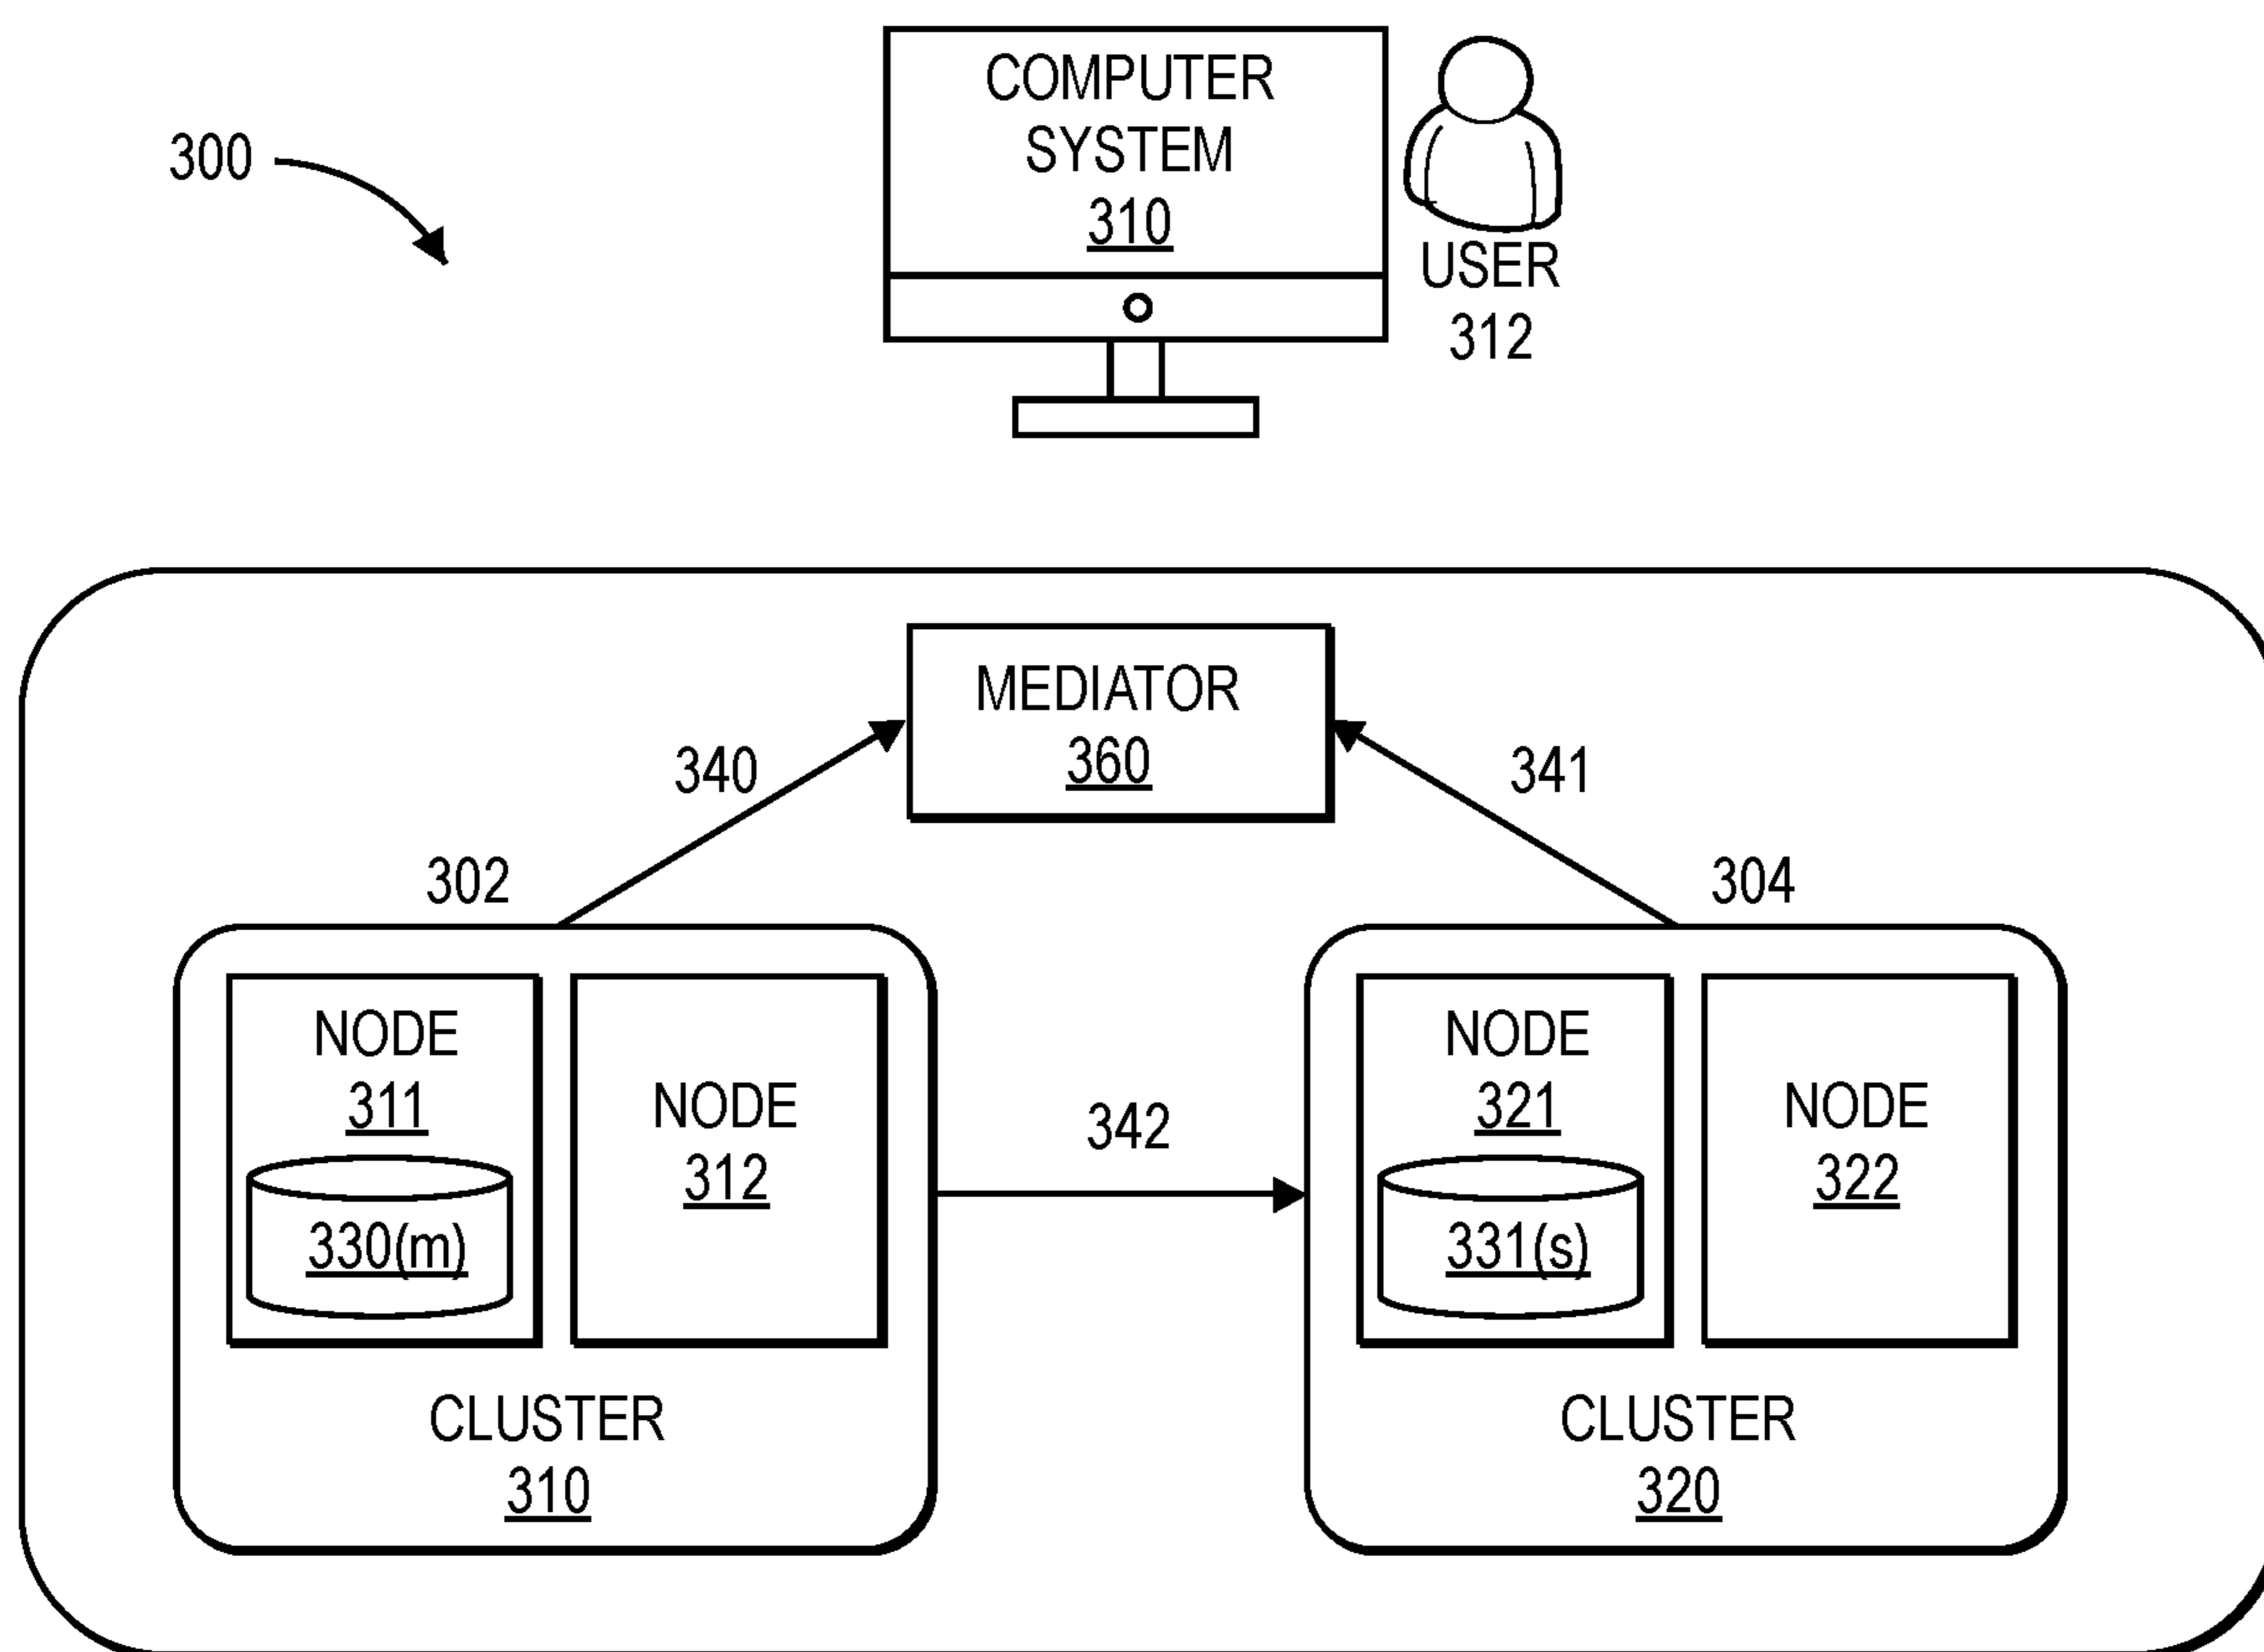 COMPUTER
SYSTEM
310
300
USER
312
MEDIATOR
360
340
341
302
304
NODE
311
330(m)
NODE
312
CLUSTER
310
342
NODE
321
331(s)
NODE
322
CLUSTER
320